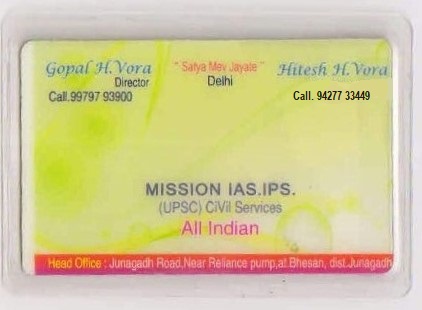 Gopal H.Vora
Director
Call.99797 93900
" Satya Mev Jayate "
Delhi
Hitesh H.Vora
Call. 94277 33449
MISSION IAS.IPS.
(UPSC) CiVil Services
All Indian
Head Office : Junagadh Road,Near Reliance pump,at.Bhesan, dist.Junagadh